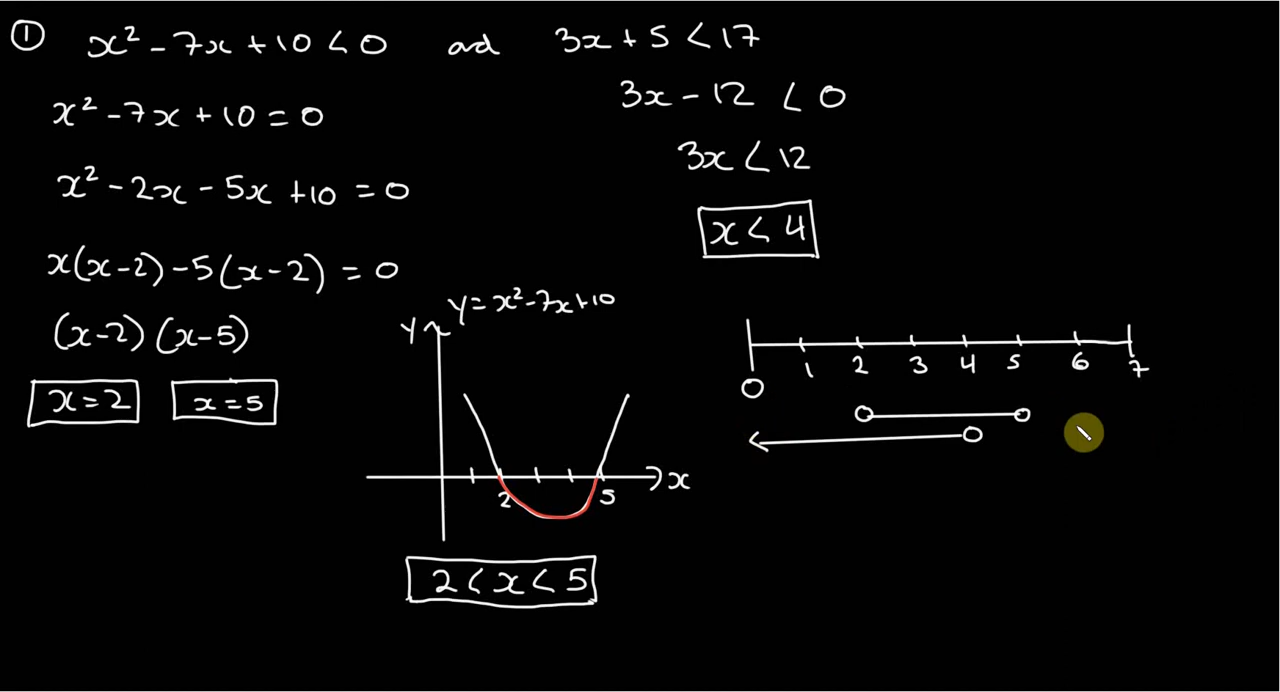 ① x² - 7x + 10 < 0 and 3x + 5 < 17
x² - 7x + 10 = 0
x² - 2x - 5x + 10 = 0
x(x-2) - 5(x-2) = 0
(x-2) (x-5)
x = 2 x = 5
3x - 12 < 0
3x < 12
x < 4
y = x² - 7x + 10
y
x
2 5
2 < x < 5
0 1 2 3 4 5 6 7